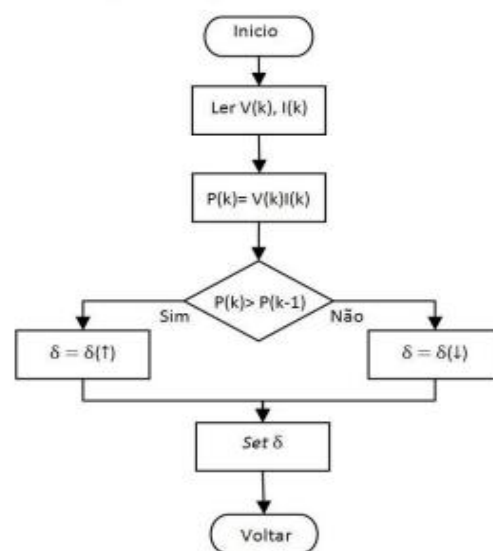 Inicio
Ler V(k), I(k)
P(k)= V(k)I(k)
P(k)> P(k-1)
Sim
Não
δ = δ(↑)
δ = δ(↓)
Set δ
Voltar